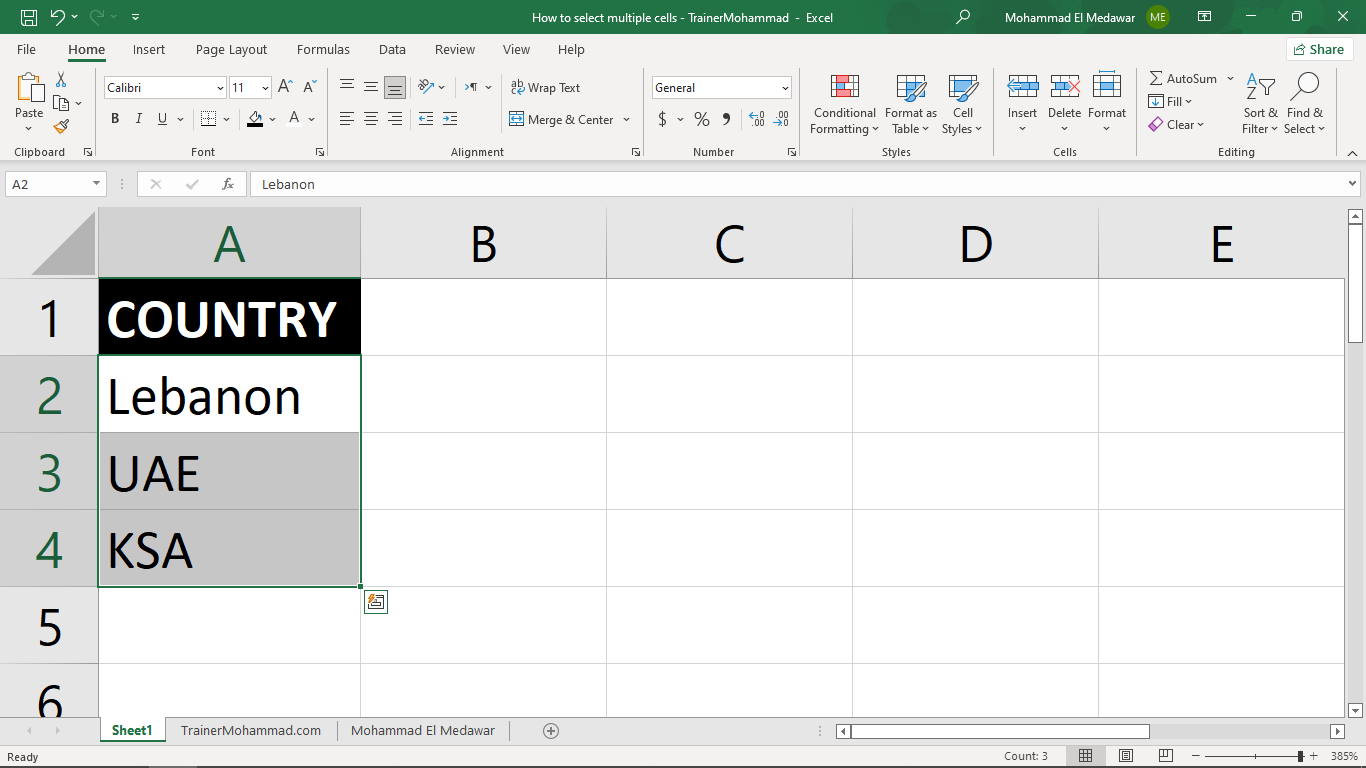 How to select multiple cells - TrainerMohammad - Excel
Mohammad El Medawar
ME
File Home Insert Page Layout Formulas Data Review View Help
Share
Paste
Clipboard
Calibri
11
A A
B I U
A
Font
ab Wrap Text
Merge & Center
Alignment
General
$ % 9
.00 .00
Number
Conditional Formatting
Format as Table
Cell Styles
Styles
Insert Delete Format
Cells
AutoSum
Fill
Clear
Sort & Filter
Find & Select
Editing
A2
fx
Lebanon
A B C D E
1 COUNTRY
2 Lebanon
3 UAE
4 KSA
5
6
Sheet1 TrainerMohammad.com Mohammad El Medawar
Ready
Count: 3
385%